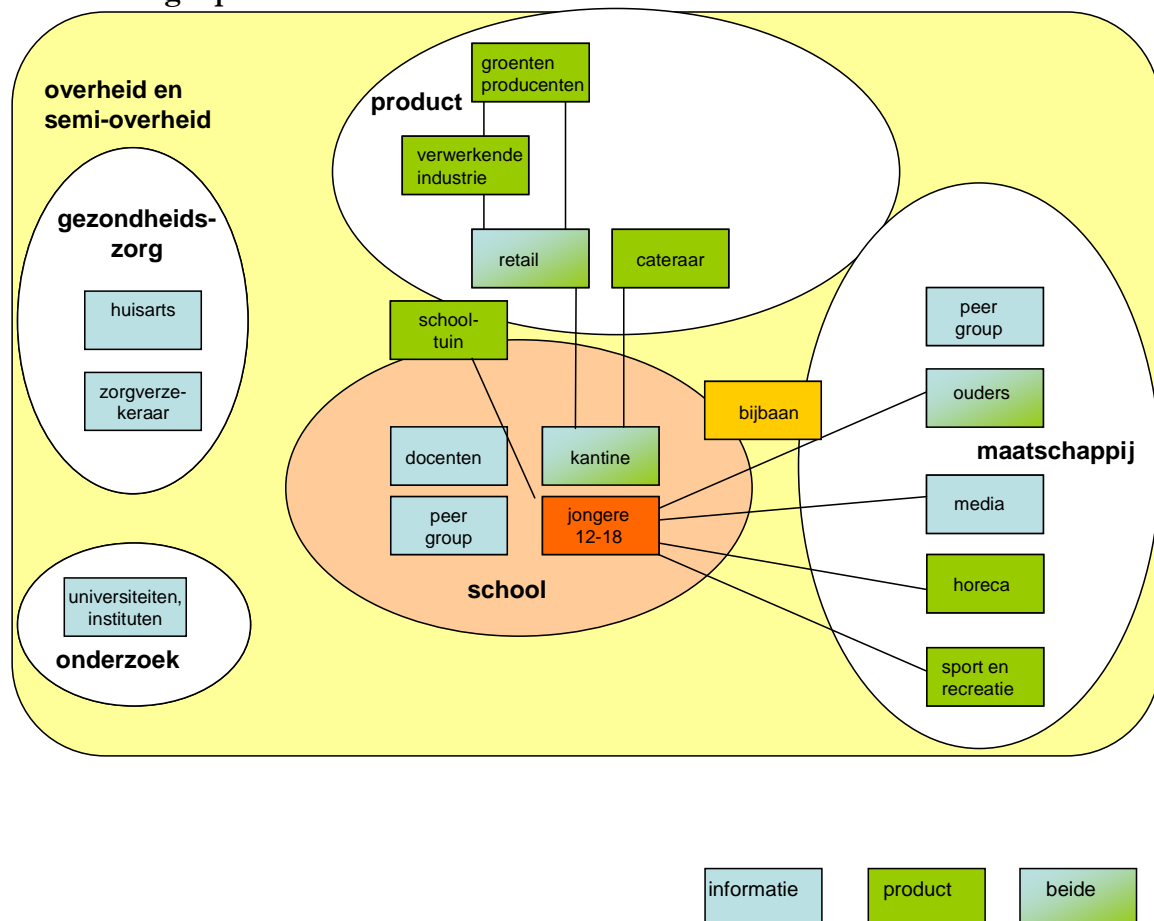 groenten
producenten
overheid en
semi-overheid
product
verwerkende
industrie
gezondheids-
zorg
retail
cateraar
huisarts
peer
group
school-
tuin
zorgverze-
keraar
ouders
bijbaan
docenten
kantine
maatschappij
media
peer
group
jongere
12-18
school
horeca
universiteiten,
instituten
onderzoek
sport en
recreatie
informatie
product
beide